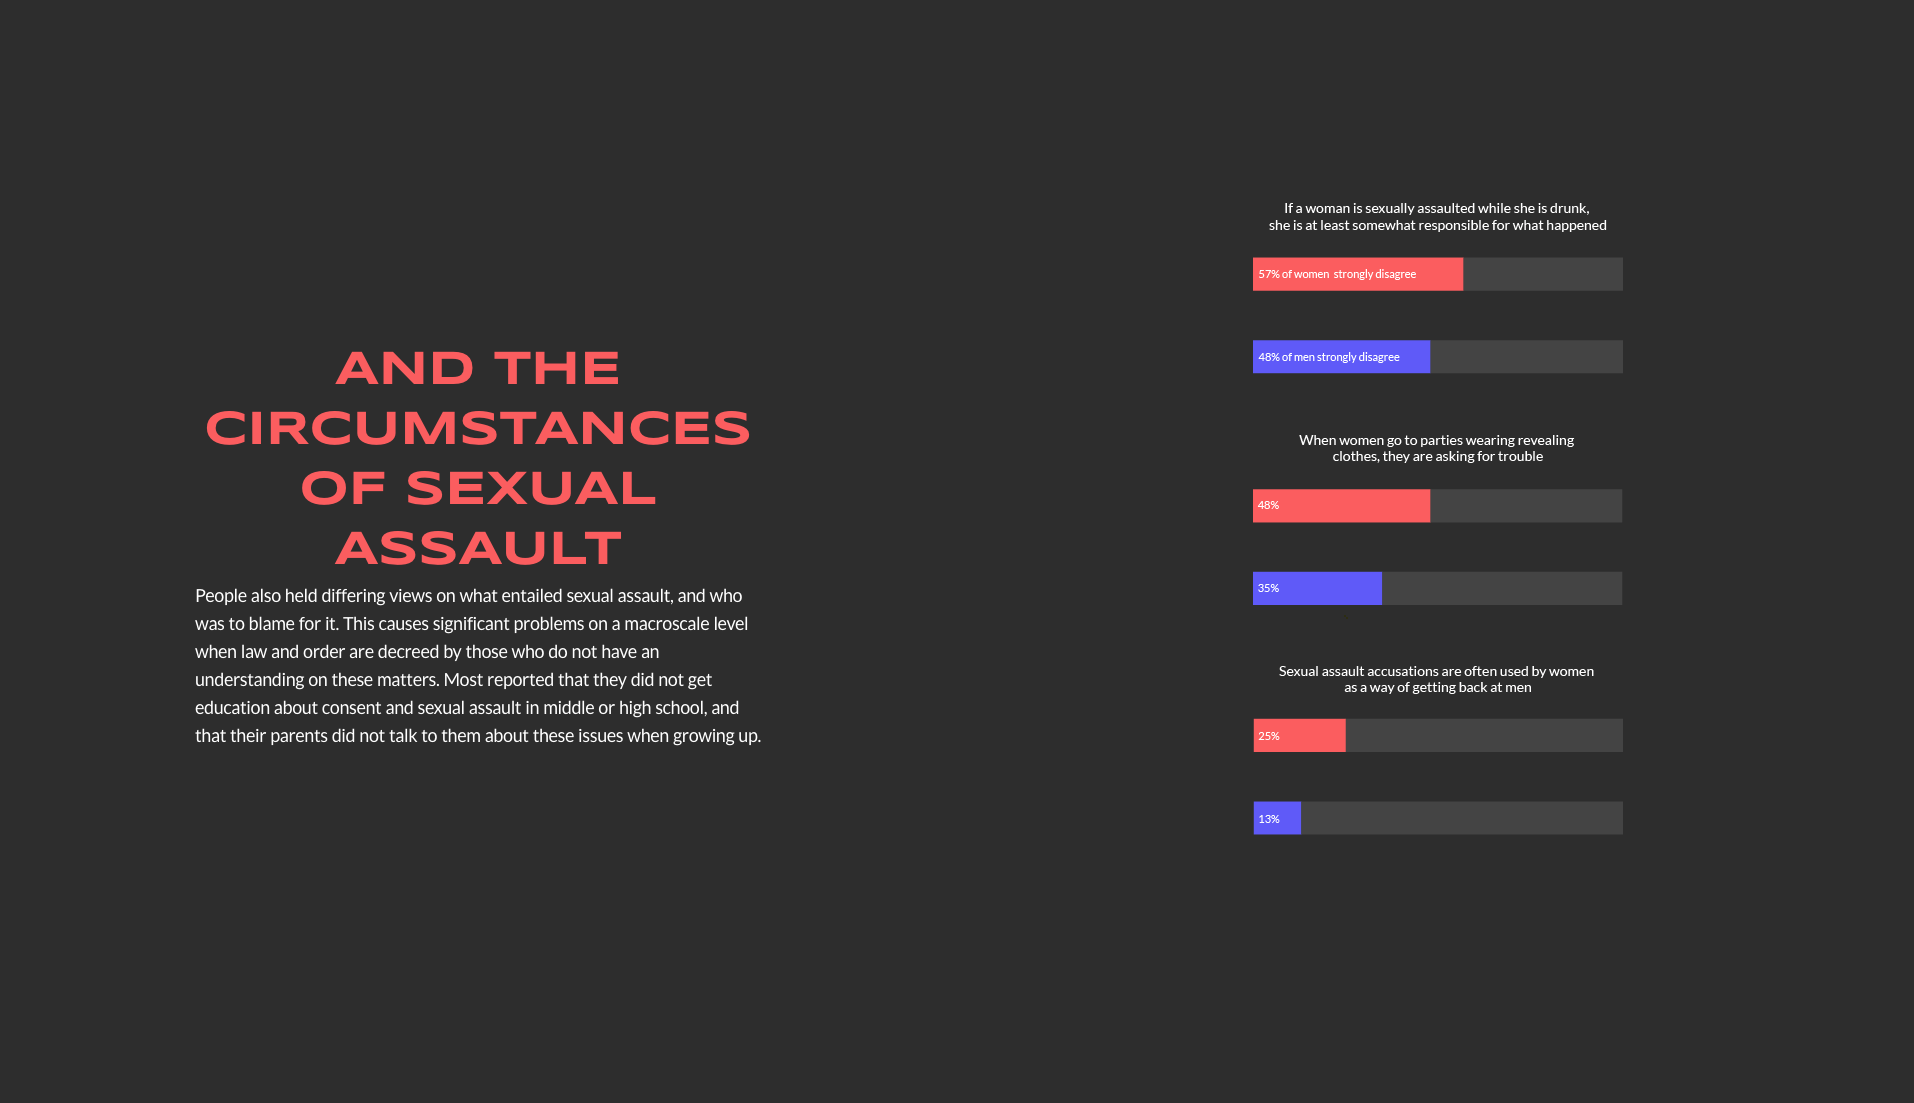 AND THE
CIRCUMSTANCES
OF SEXUAL
ASSAULT
People also held differing views on what entailed sexual assault, and who
was to blame for it. This causes significant problems on a macroscale level
when law and order are decreed by those who do not have an
understanding on these matters. Most reported that they did not get
education about consent and sexual assault in middle or high school, and
that their parents did not talk to them about these issues when growing up.
If a woman is sexually assaulted while she is drunk,
she is at least somewhat responsible for what happened
57% of women strongly disagree
48% of men strongly disagree
When women go to parties wearing revealing
clothes, they are asking for trouble
48%
35%
Sexual assault accusations are often used by women
as a way of getting back at men
25%
13%